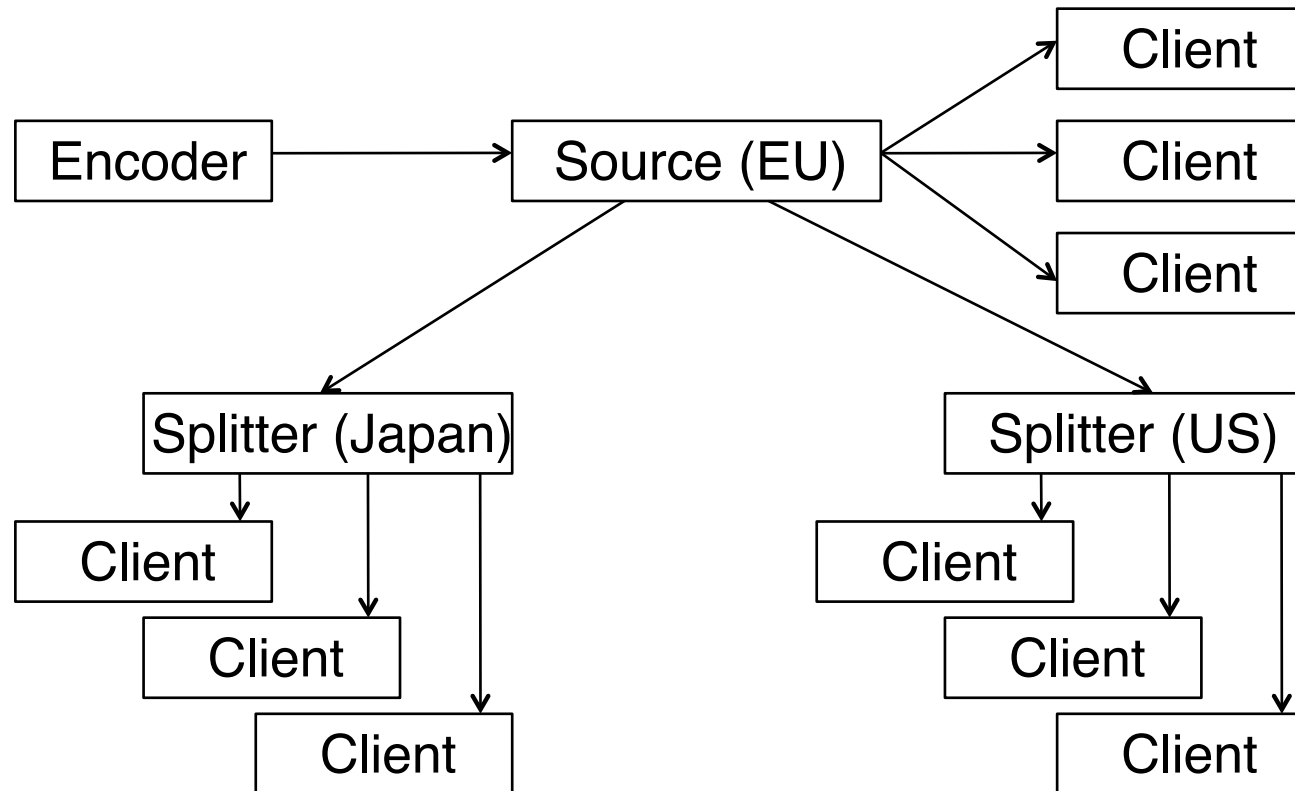 Client
Encoder
Source (EU)
Client
Client
Splitter (Japan)
Splitter (US)
Client
Client
Client
Client
Client
Client